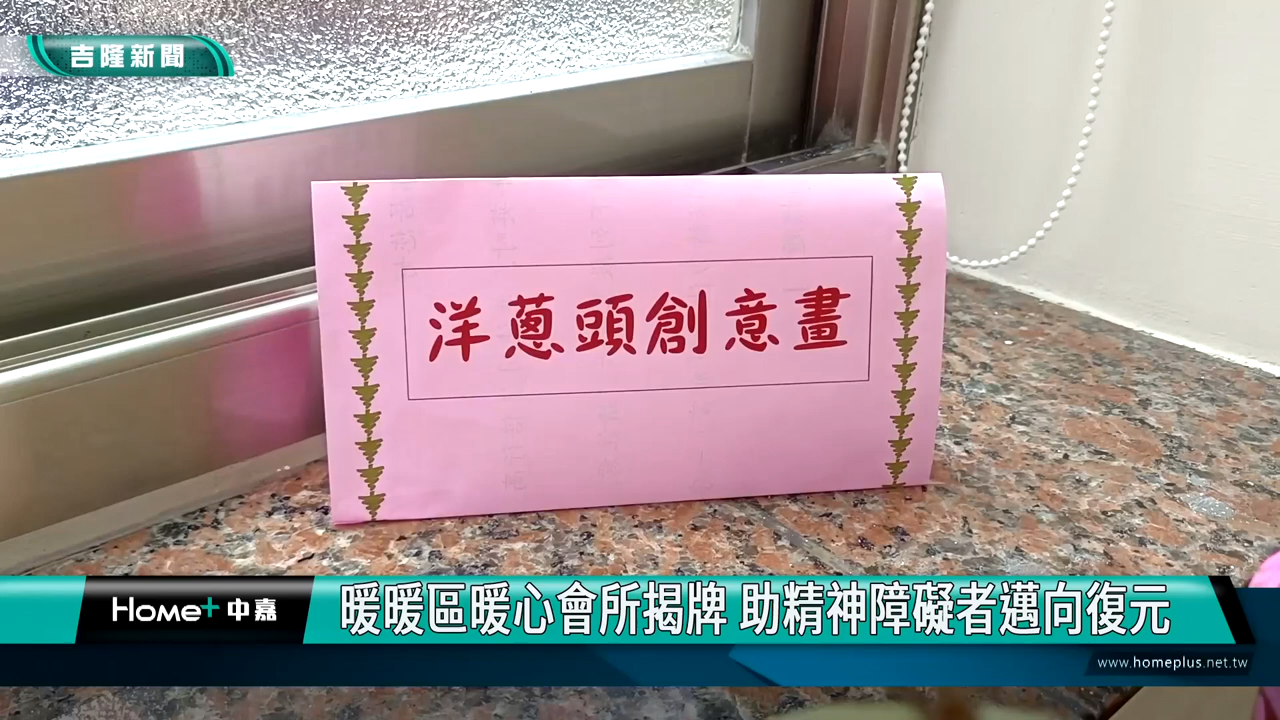 吉隆新聞
洋蔥頭創意畫
Home+ 中嘉
暖暖區暖心會所揭牌 助精神障礙者邁向復元
www.homeplus.net.tw